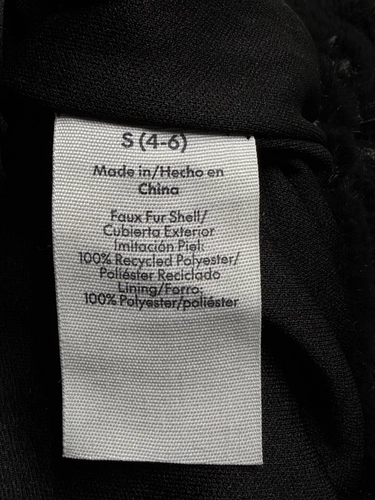 S (4-6)
Made in/Hecho en
China
Faux Fur Shell/
Cubierta Exterior
Imitación Piel:
100% Recycled Polyester/
Poliéster Reciclado
Lining/Forro:
100% Polyester/poliéster